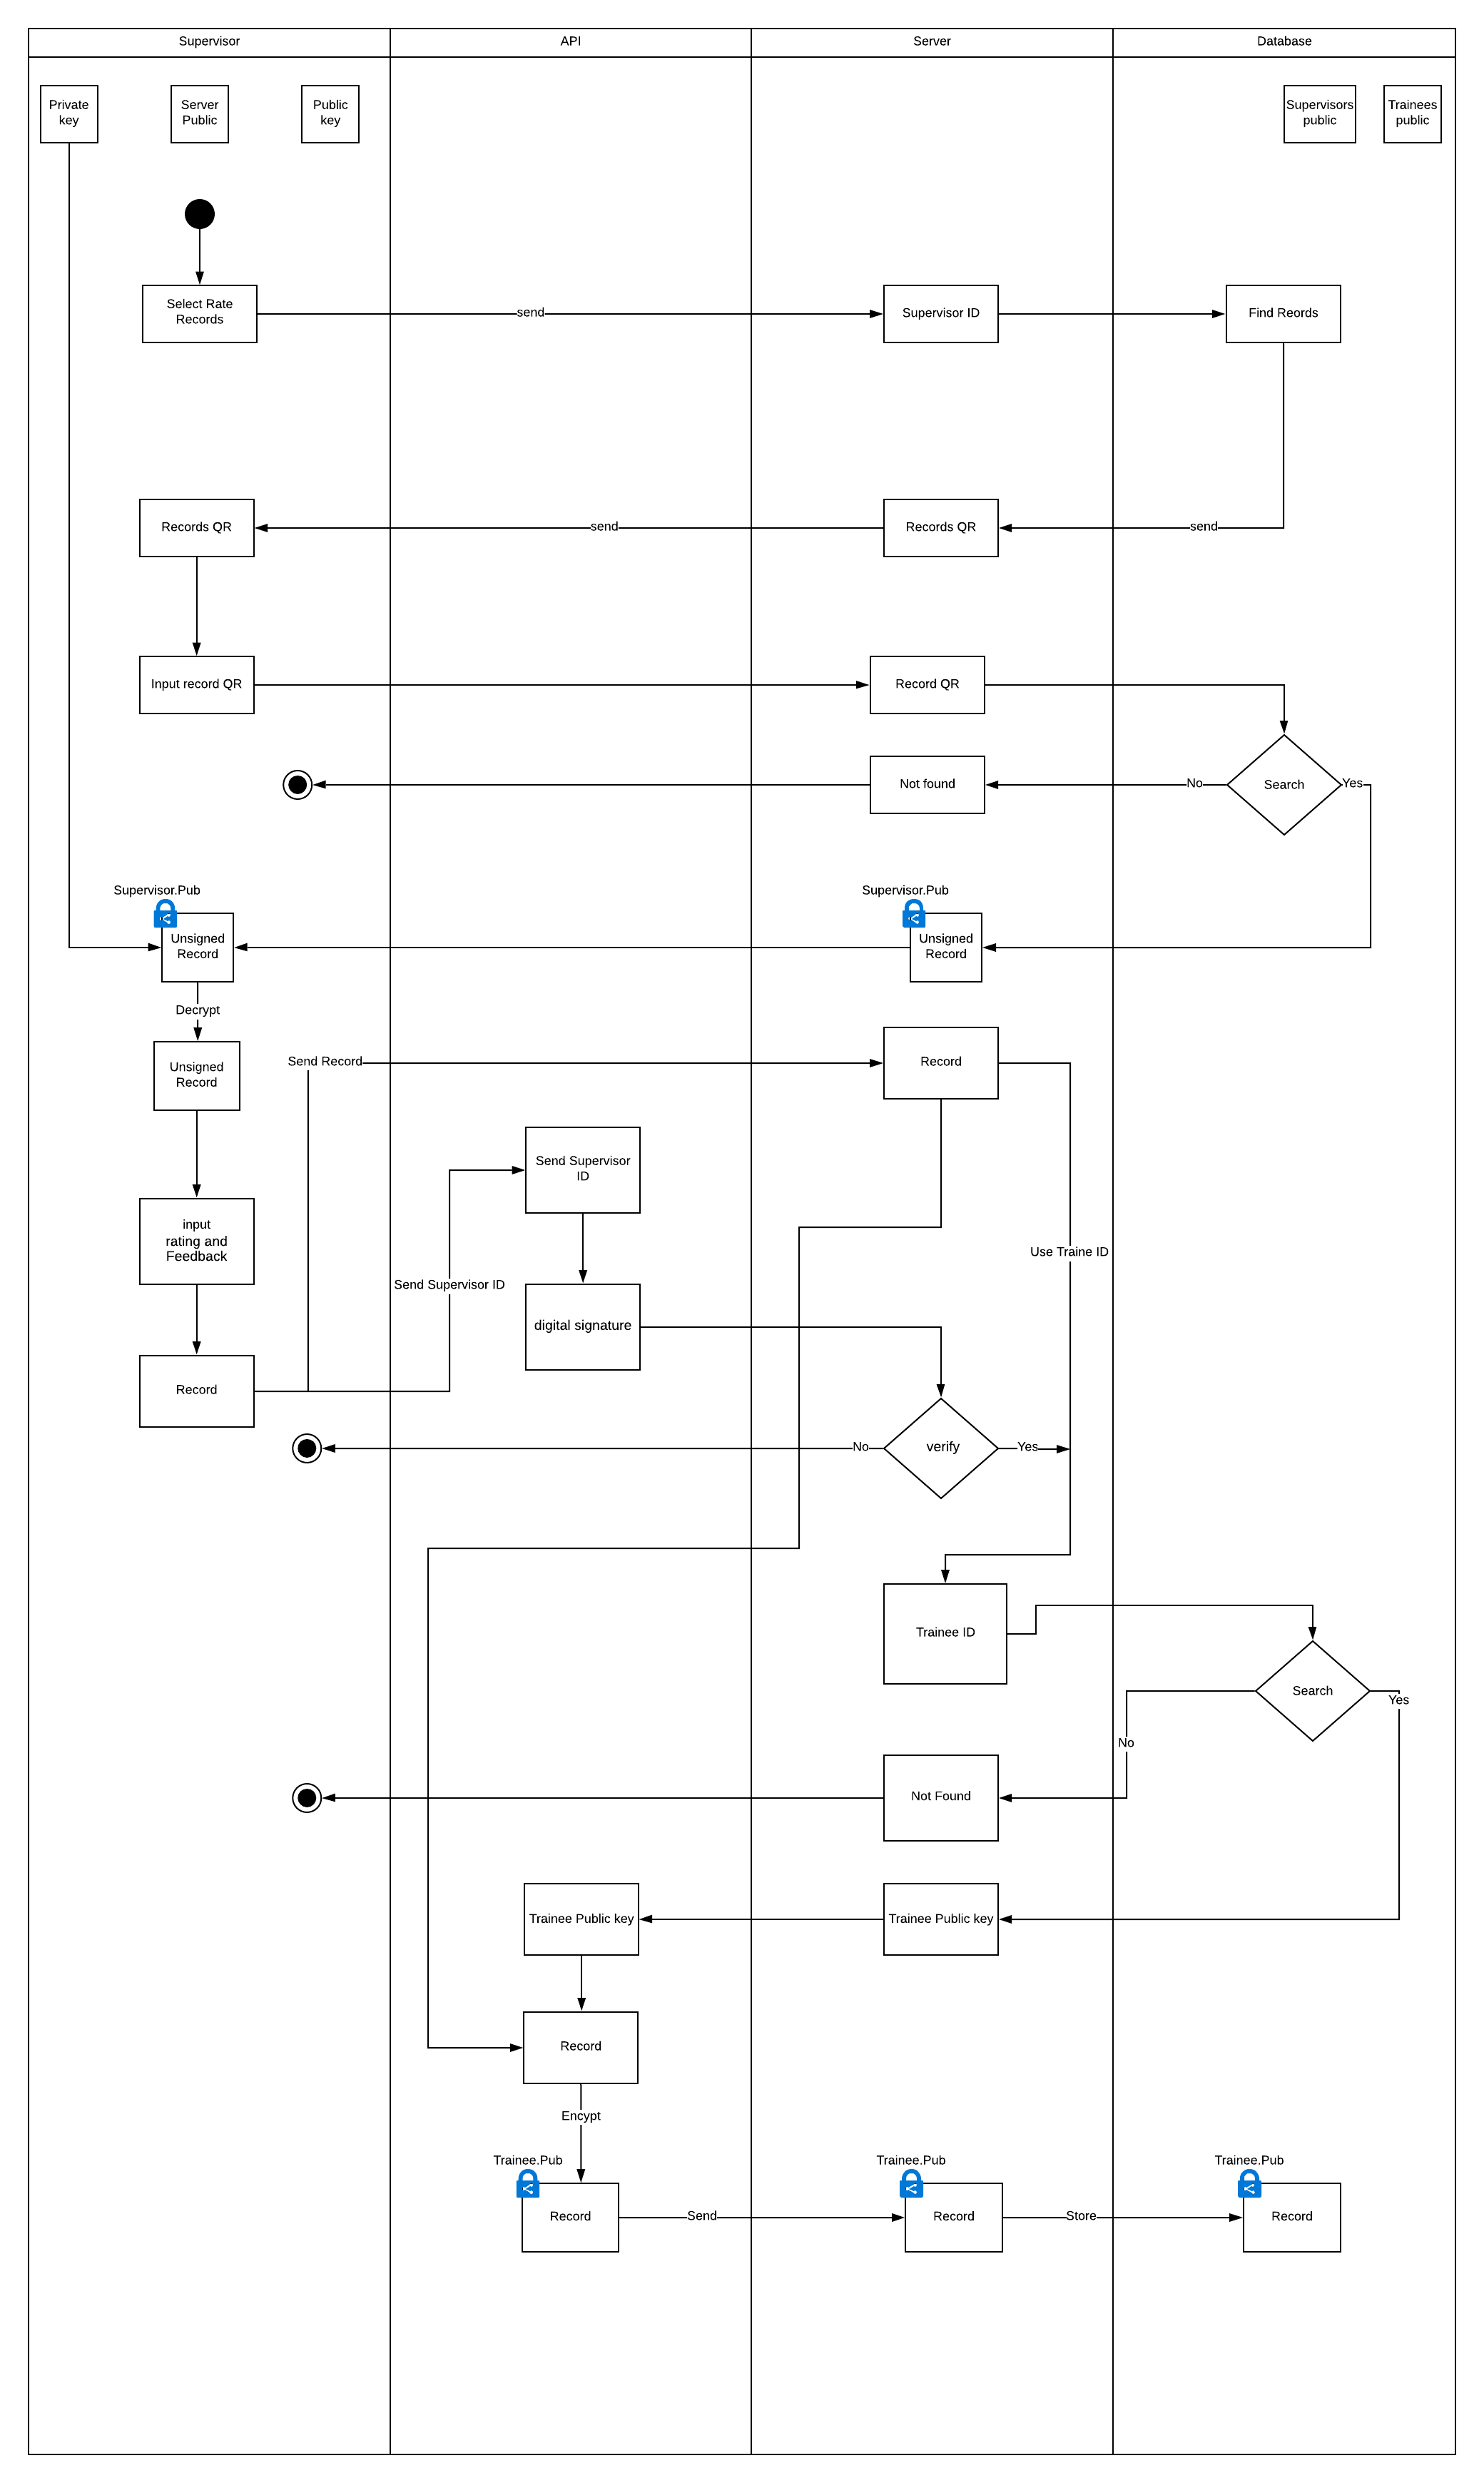 Supervisor
API
Server
Database
Private
key
Server
Public
Public
key
Supervisors
public
Trainees
public
Select Rate
Records
send
Supervisor ID
Find Reords
Records QR
send
Records QR
send
Input record QR
Record QR
Not found
No
Search
Yes
Supervisor.Pub
Unsigned
Record
Supervisor.Pub
Unsigned
Record
Decrypt
Unsigned
Record
Send Record
Record
Send Supervisor
ID
input
rating and
Feedback
Use Traine ID
Send Supervisor ID
digital signature
Record
No
verify
Yes
Trainee ID
Search
Yes
No
Not Found
Trainee Public key
Trainee Public key
Record
Encypt
Trainee.Pub
Record
Send
Trainee.Pub
Record
Store
Trainee.Pub
Record